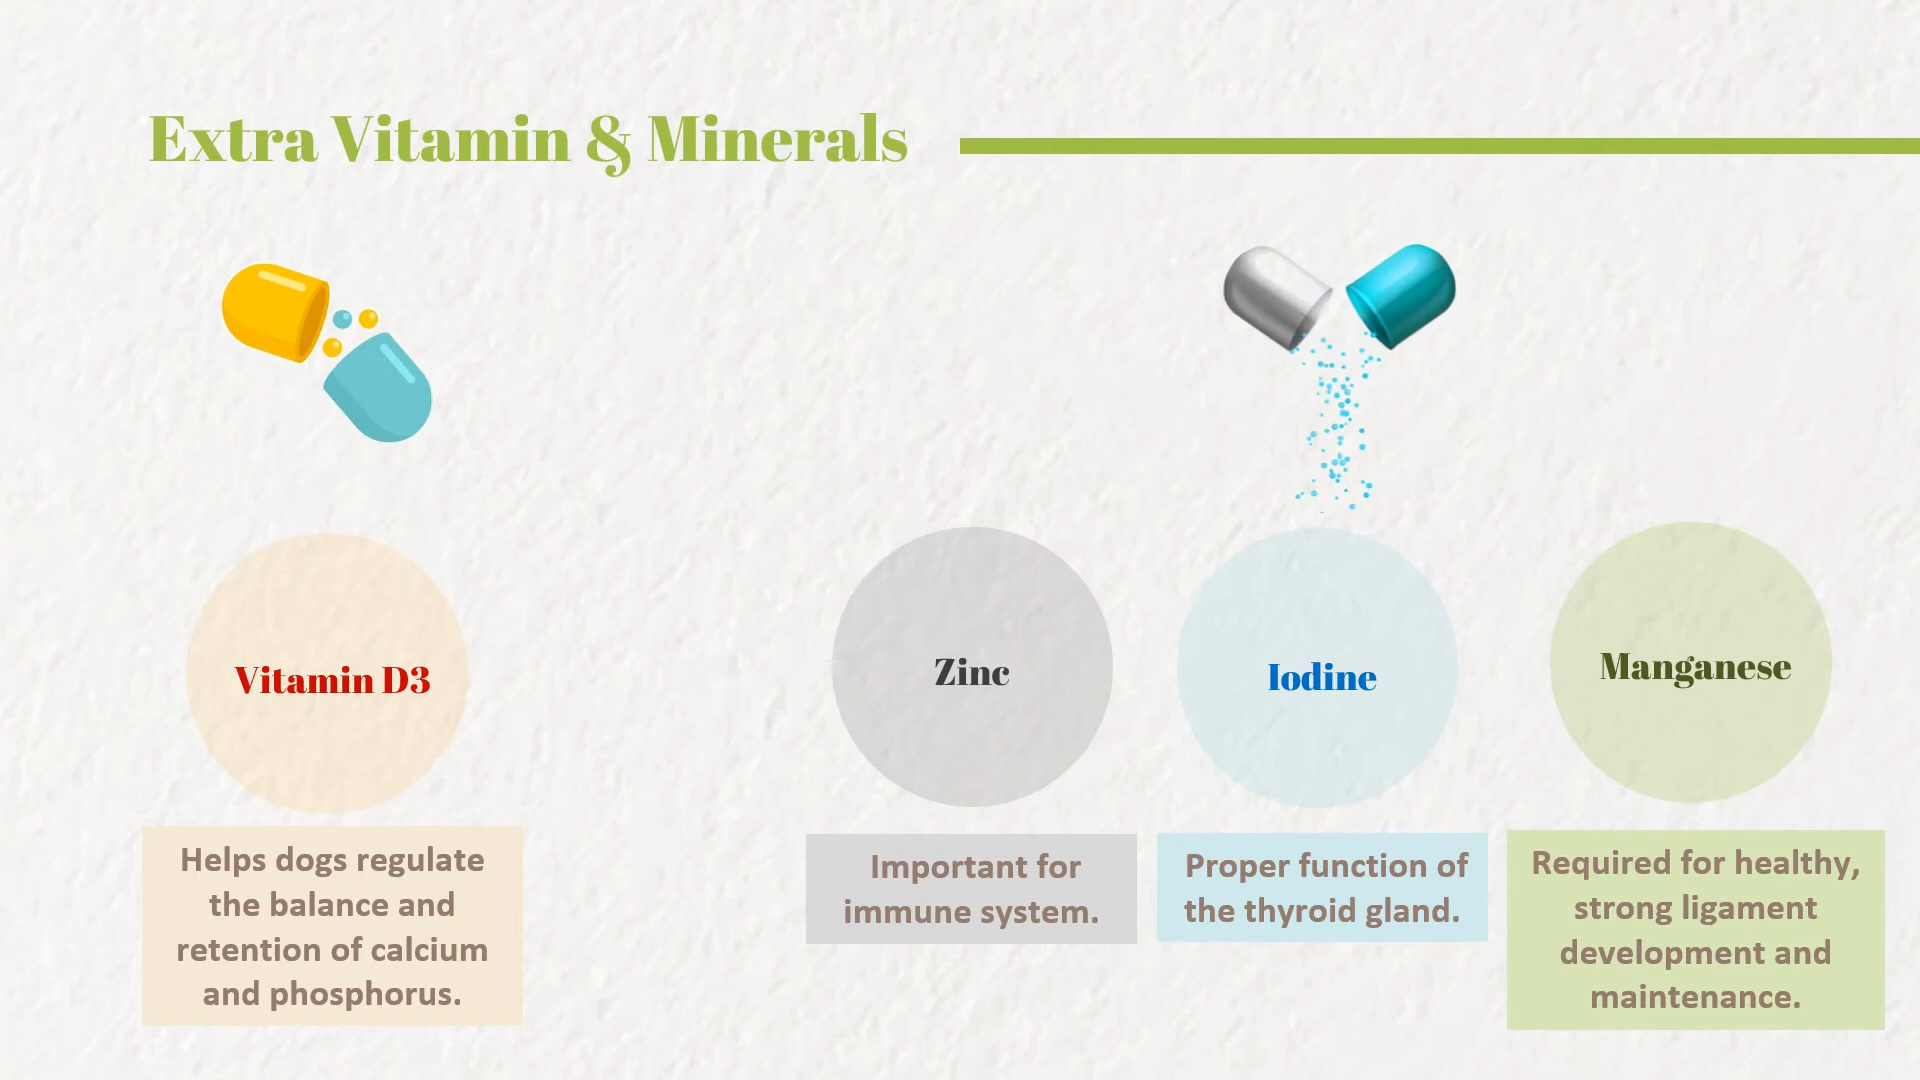 Extra Vitamin & Minerals
Vitamin D3
Helps dogs regulate
the balance and
retention of calcium
and phosphorus.
Zinc
Important for
immune system.
Iodine
Proper function of
the thyroid gland.
Manganese
Required for healthy,
strong ligament
development and
maintenance.